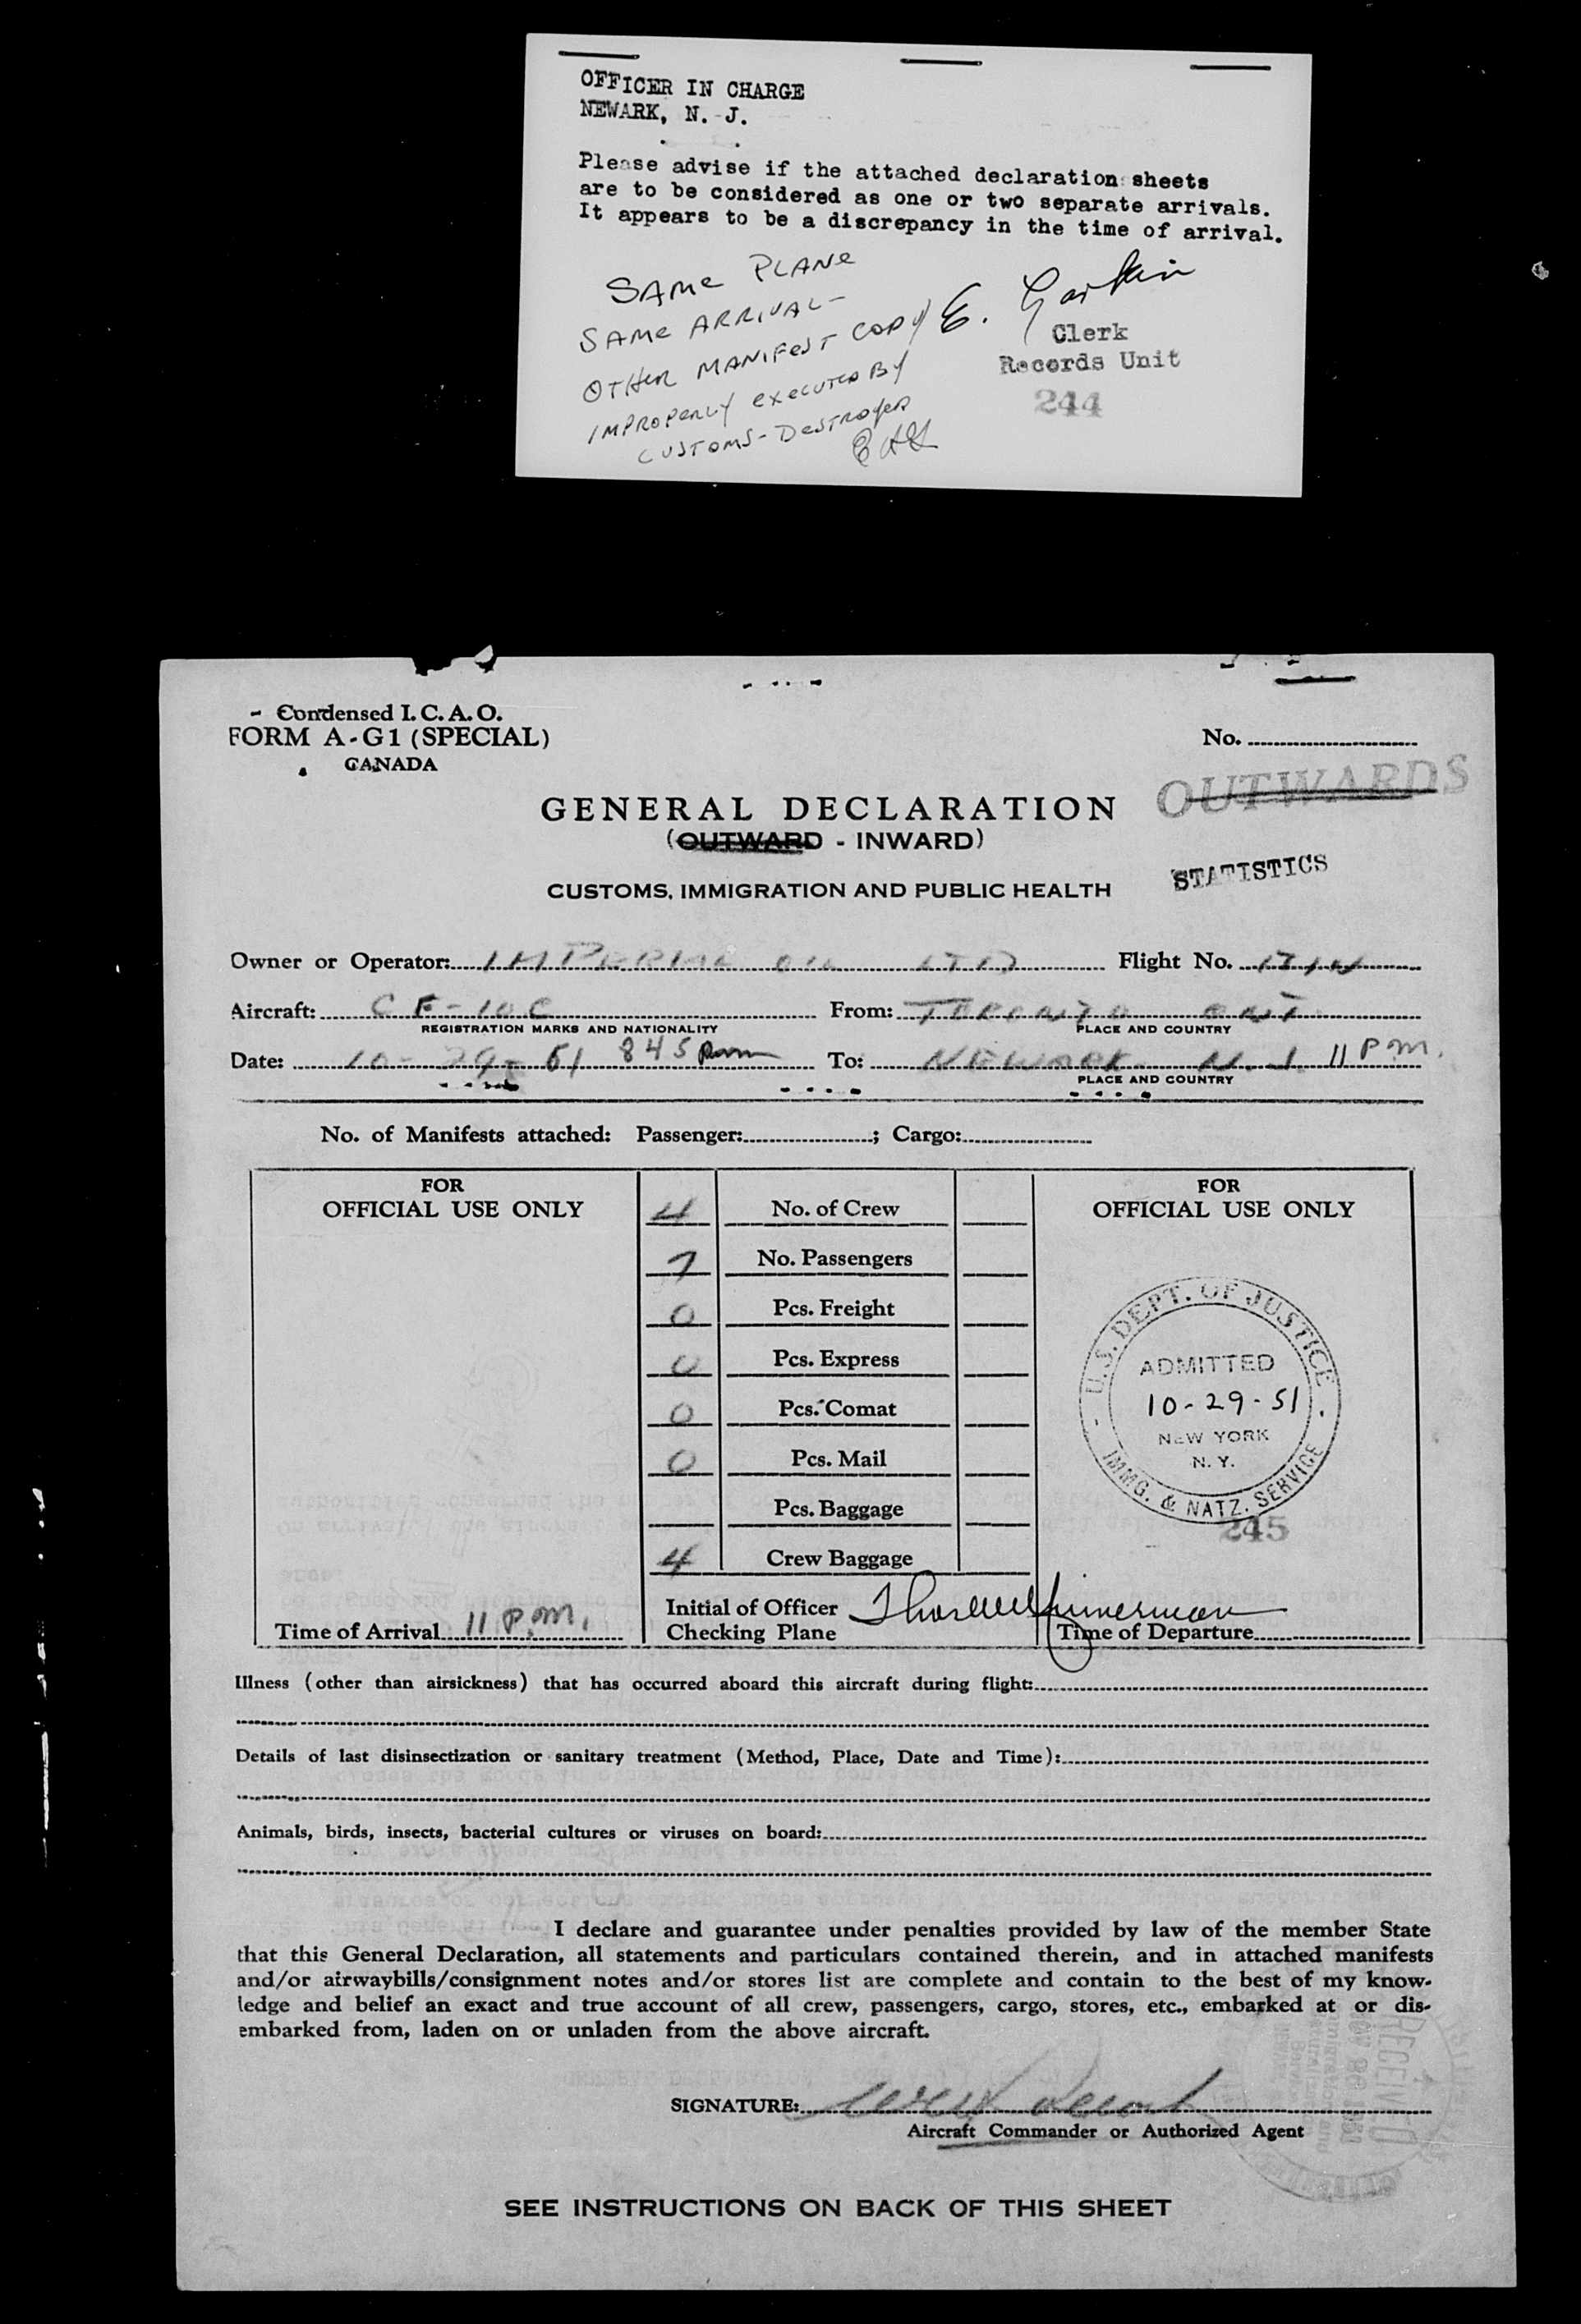 OFFICER IN CHARGE
NEWARK, N. J.
Please advise if the attached declaration sheets
are to be considered as one or two separate arrivals.
It appears to be a discrepancy in the time of arrival.
SAME PLANE
SAME ARRIVAL-
OTHER MANIFEST COPY
IMPROPERLY EXECUTED BY
CUSTOMS-DESTROYED
E.
Clerk
Records Unit
244
Condensed I. C. A. O.
FORM A-G1 (SPECIAL)
CANADA
No.
OUTWARDS
GENERAL DECLARATION
(OUTWARD - INWARD)
STATISTICS
CUSTOMS, IMMIGRATION AND PUBLIC HEALTH
Owner or Operator: IMPERIAL OIL LTD Flight No.
Aircraft: CF-10C From: TORONTO ONT.
REGISTRATION MARKS AND NATIONALITY PLACE AND COUNTRY
Date: 10-29-51 845 pm To: NEWARK N.J. 11 P.M.
PLACE AND COUNTRY
No. of Manifests attached: Passenger: ; Cargo:
FOR
OFFICIAL USE ONLY
4 No. of Crew
7 No. Passengers
0 Pcs. Freight
0 Pcs. Express
0 Pcs. Comat
0 Pcs. Mail
Pcs. Baggage
4 Crew Baggage
FOR
OFFICIAL USE ONLY
U.S. DEPT. OF JUSTICE
ADMITTED
10-29-51
NEW YORK
N. Y.
IMMG. & NATZ. SERVICE
245
Time of Arrival 11 P.M.
Initial of Officer
Checking Plane
Time of Departure
Illness (other than airsickness) that has occurred aboard this aircraft during flight:
Details of last disinsectization or sanitary treatment (Method, Place, Date and Time):
Animals, birds, insects, bacterial cultures or viruses on board:
I declare and guarantee under penalties provided by law of the member State
that this General Declaration, all statements and particulars contained therein, and in attached manifests
and/or airwaybills/consignment notes and/or stores list are complete and contain to the best of my know-
ledge and belief an exact and true account of all crew, passengers, cargo, stores, etc., embarked at or dis-
embarked from, laden on or unladen from the above aircraft.
SIGNATURE:
Aircraft Commander or Authorized Agent
SEE INSTRUCTIONS ON BACK OF THIS SHEET